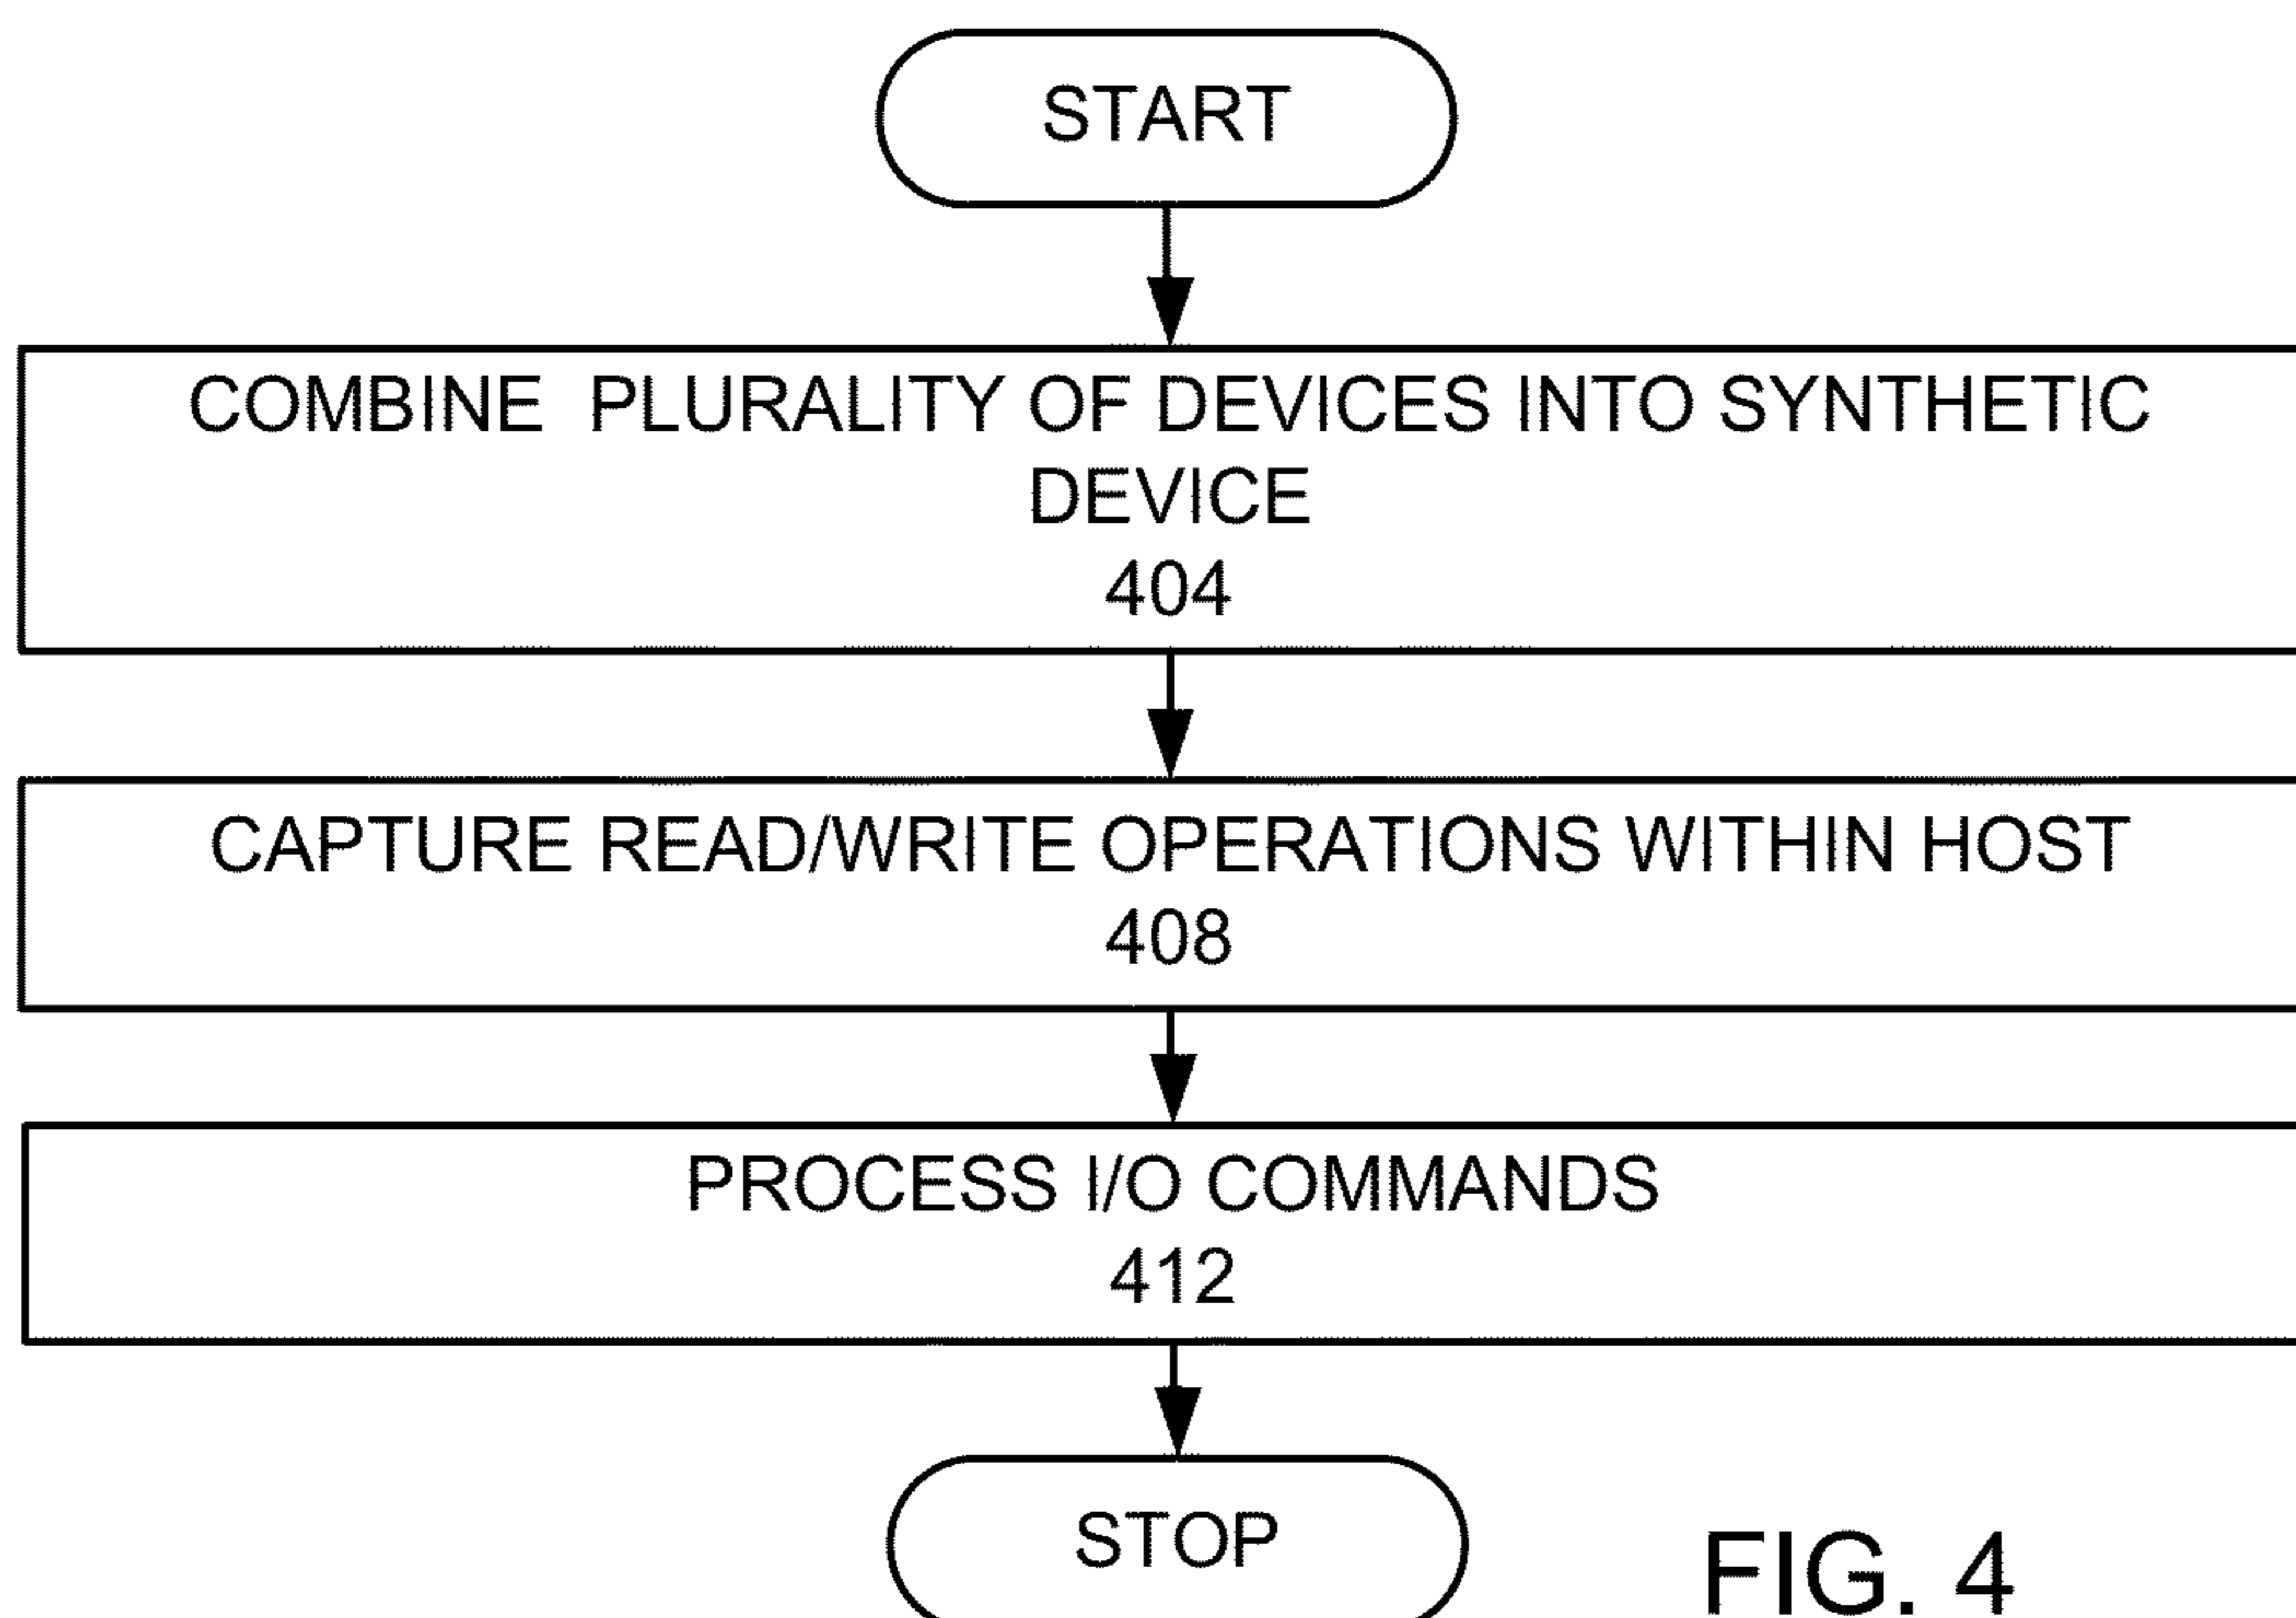 START
COMBINE PLURALITY OF DEVICES INTO SYNTHETIC
DEVICE
404
CAPTURE READ/WRITE OPERATIONS WITHIN HOST
408
PROCESS I/O COMMANDS
412
STOP
FIG. 4